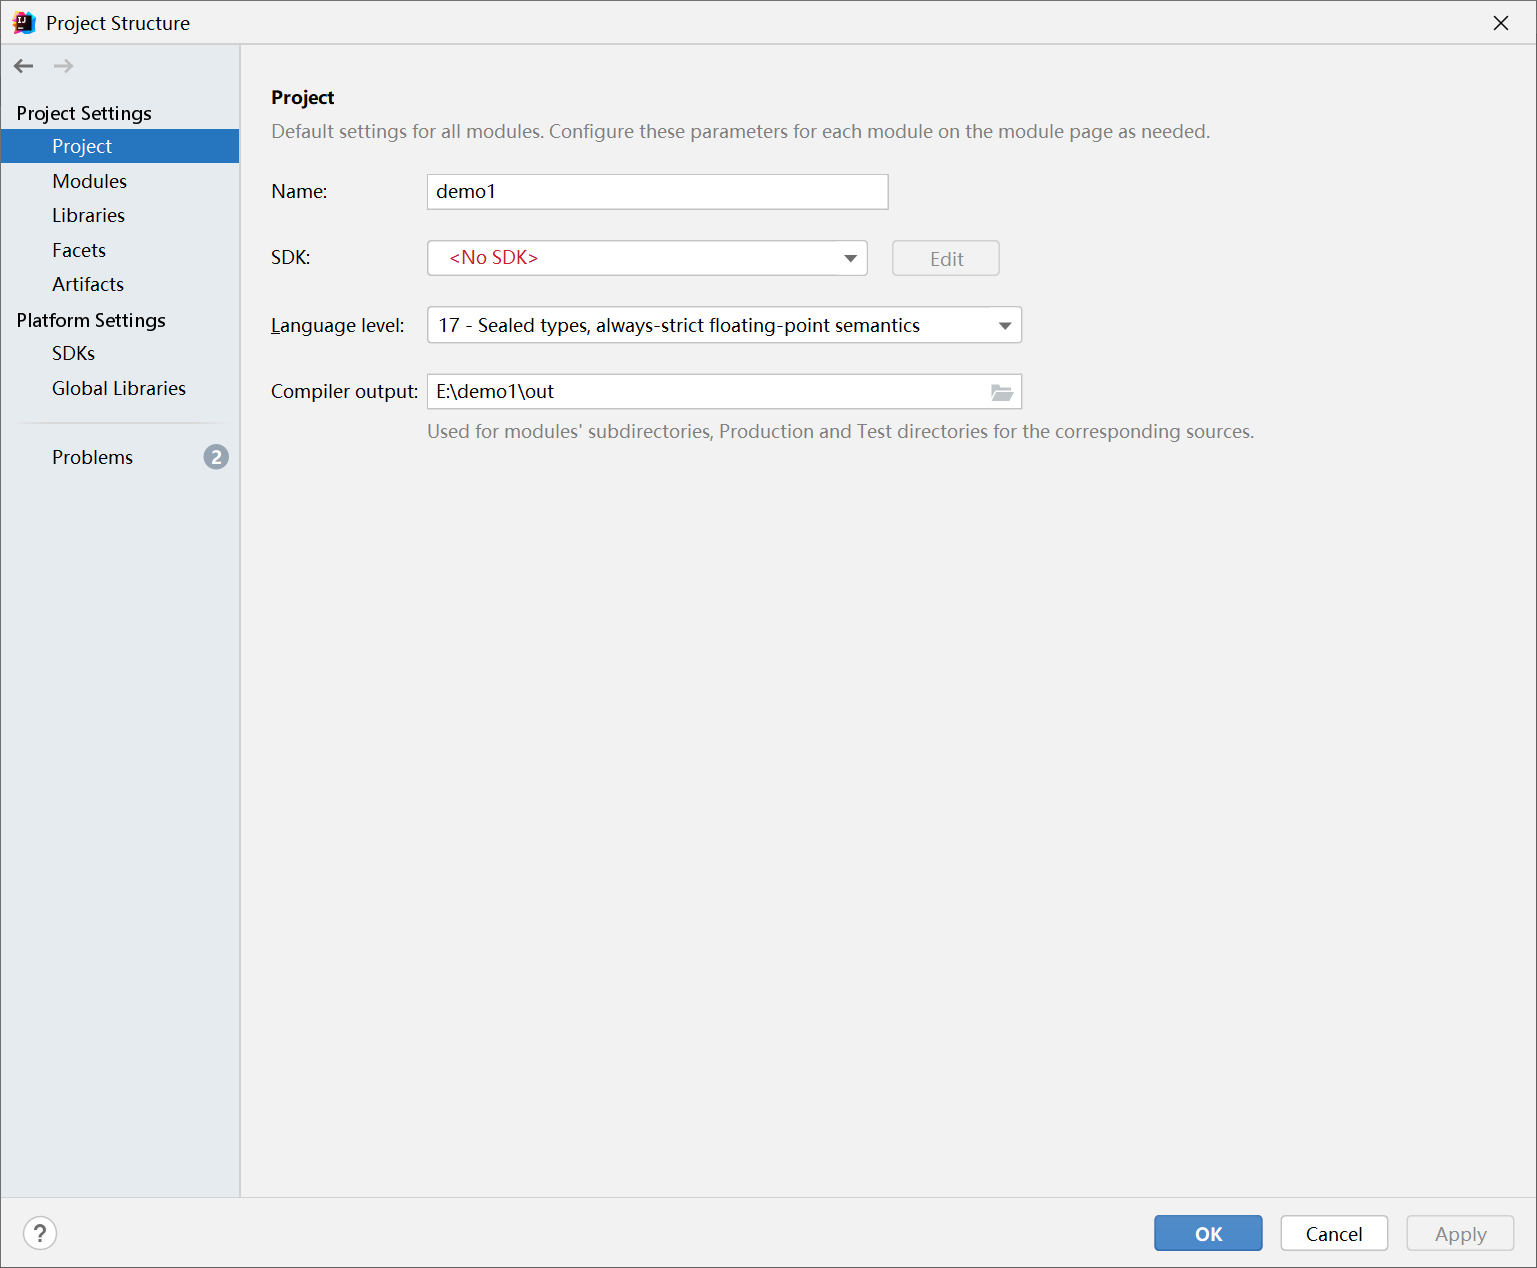 Project Structure
Project Settings
Project
Modules
Libraries
Facets
Artifacts
Platform Settings
SDKs
Global Libraries
Problems 2
Project
Default settings for all modules. Configure these parameters for each module on the module page as needed.
Name: demo1
SDK: <No SDK> Edit
Language level: 17 - Sealed types, always-strict floating-point semantics
Compiler output: E:\demo1\out
Used for modules' subdirectories, Production and Test directories for the corresponding sources.
? OK Cancel Apply